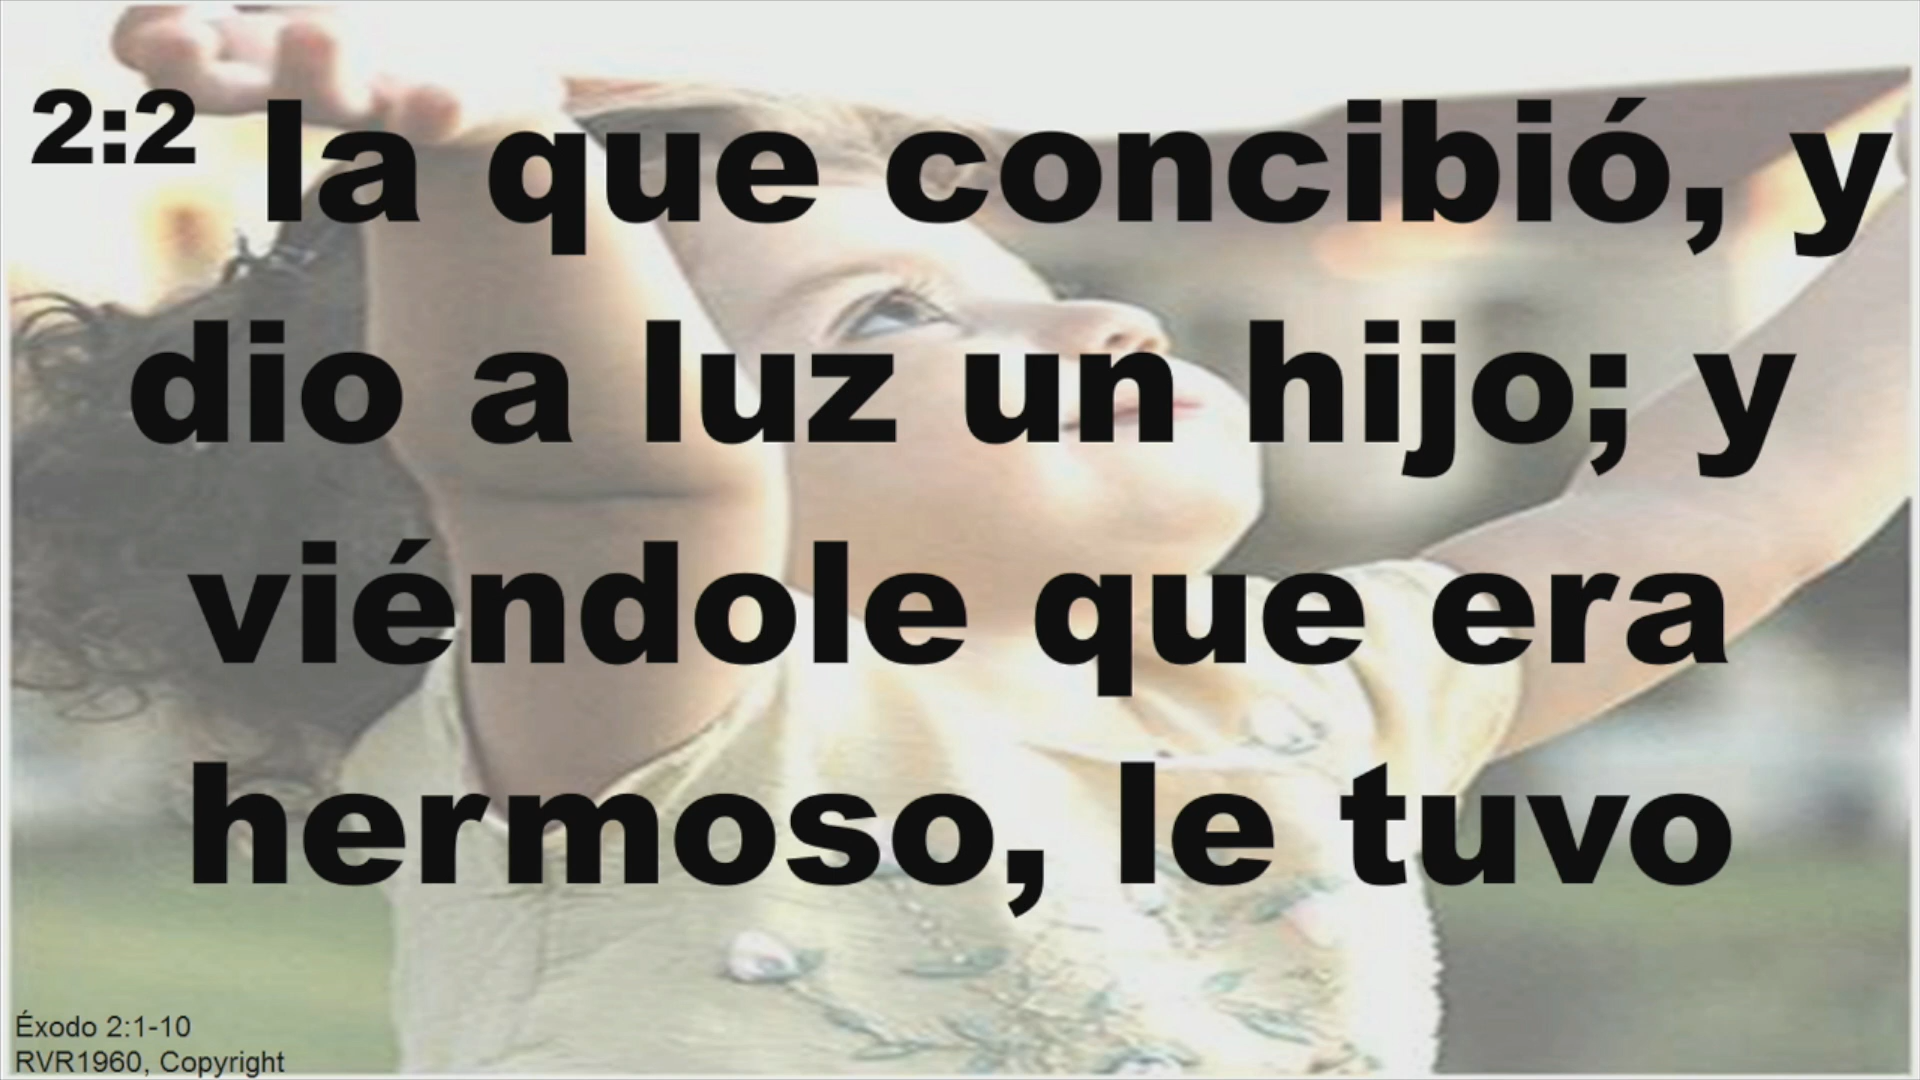 2:2 la que concibió, y
dio a luz un hijo; y
viéndole que era
hermoso, le tuvo
Éxodo 2:1-10
RVR1960, Copyright